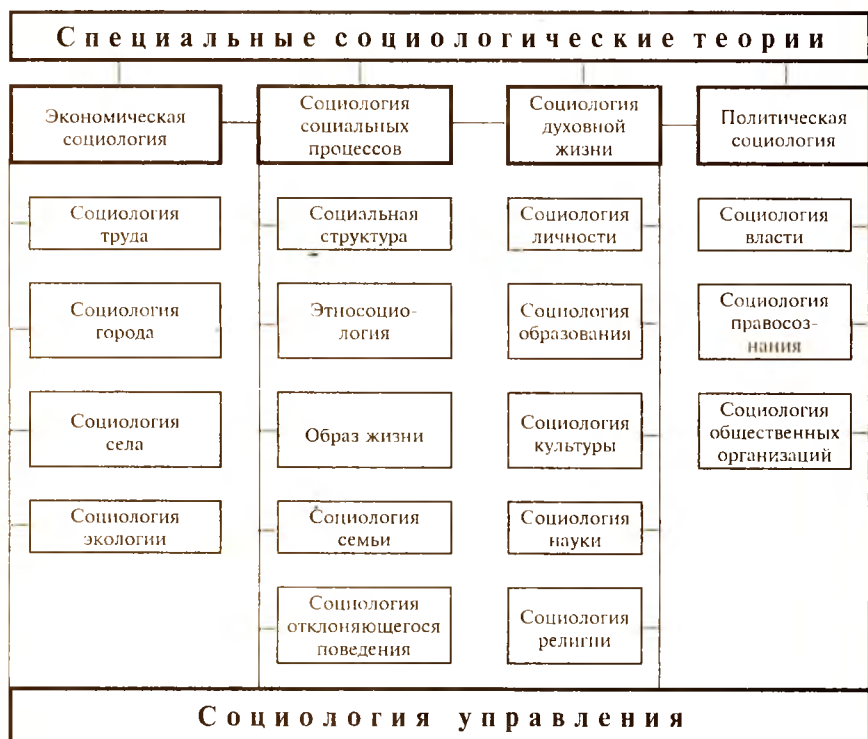 Специальные социологические теории
Экономическая
социология
Социология
социальных
процессов
Социология
духовной
жизни
Политическая
социология
Социология
труда
Социальная
структура
Социология
личности
Социология
власти
Социология
города
Этносоцио-
логия
Социология
образования
Социология
правосоз-
нания
Социология
села
Образ жизни
Социология
культуры
Социология
общественных
организаций
Социология
экологии
Социология
семьи
Социология
науки
Социология
отклоняющегося
поведения
Социология
религии
Социология управления